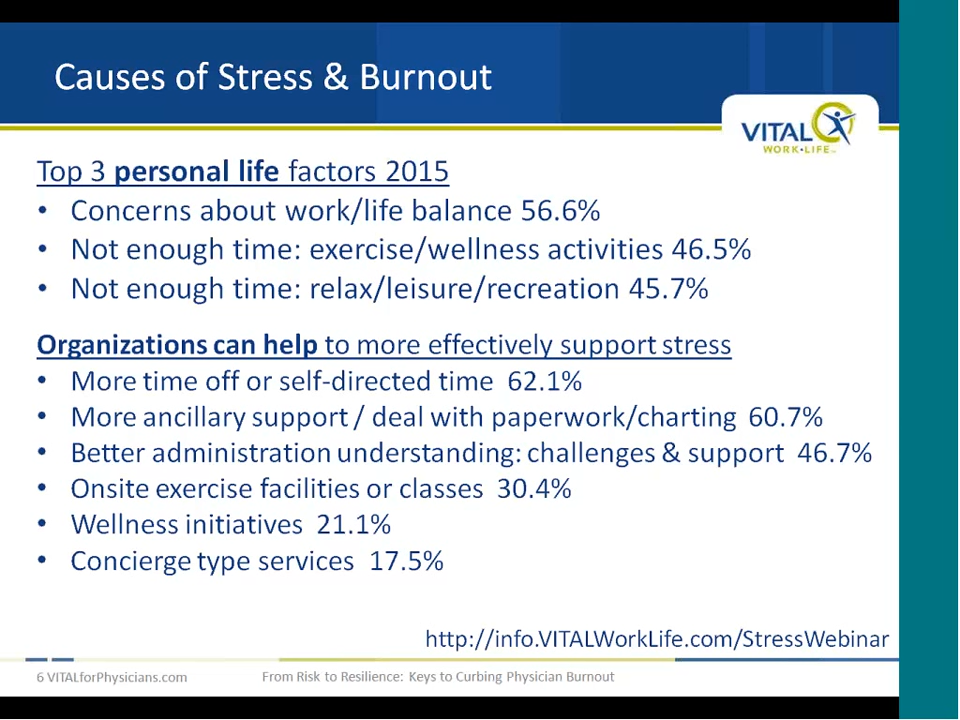 Causes of Stress & Burnout
VITAL
WORK•LIFE™
Top 3 personal life factors 2015
• Concerns about work/life balance 56.6%
• Not enough time: exercise/wellness activities 46.5%
• Not enough time: relax/leisure/recreation 45.7%
Organizations can help to more effectively support stress
• More time off or self-directed time 62.1%
• More ancillary support / deal with paperwork/charting 60.7%
• Better administration understanding: challenges & support 46.7%
• Onsite exercise facilities or classes 30.4%
• Wellness initiatives 21.1%
• Concierge type services 17.5%
http://info.VITALWorkLife.com/StressWebinar
6 VITALforPhysicians.com
From Risk to Resilience: Keys to Curbing Physician Burnout